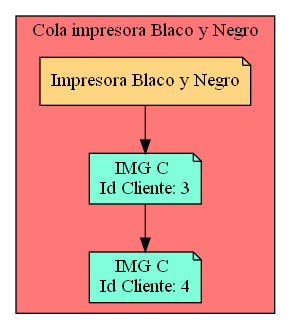 Cola impresora Blaco y Negro
Impresora Blaco y Negro
IMG C
Id Cliente: 3
IMG C
Id Cliente: 4